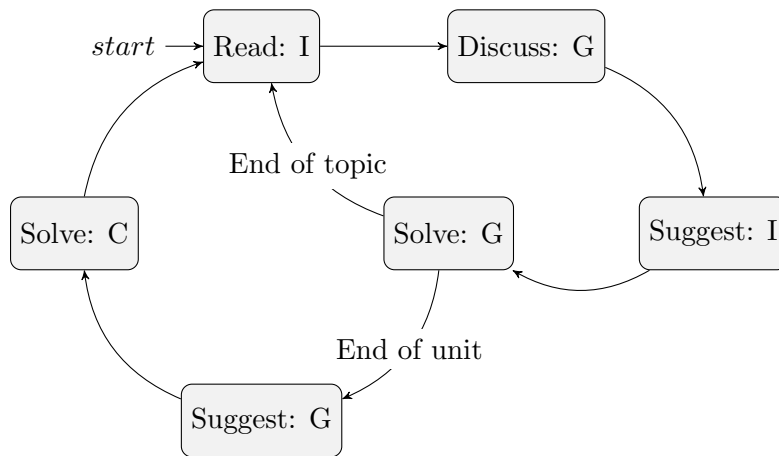 start
Read: I
Discuss: G
End of topic
Solve: C
Solve: G
Suggest: I
End of unit
Suggest: G